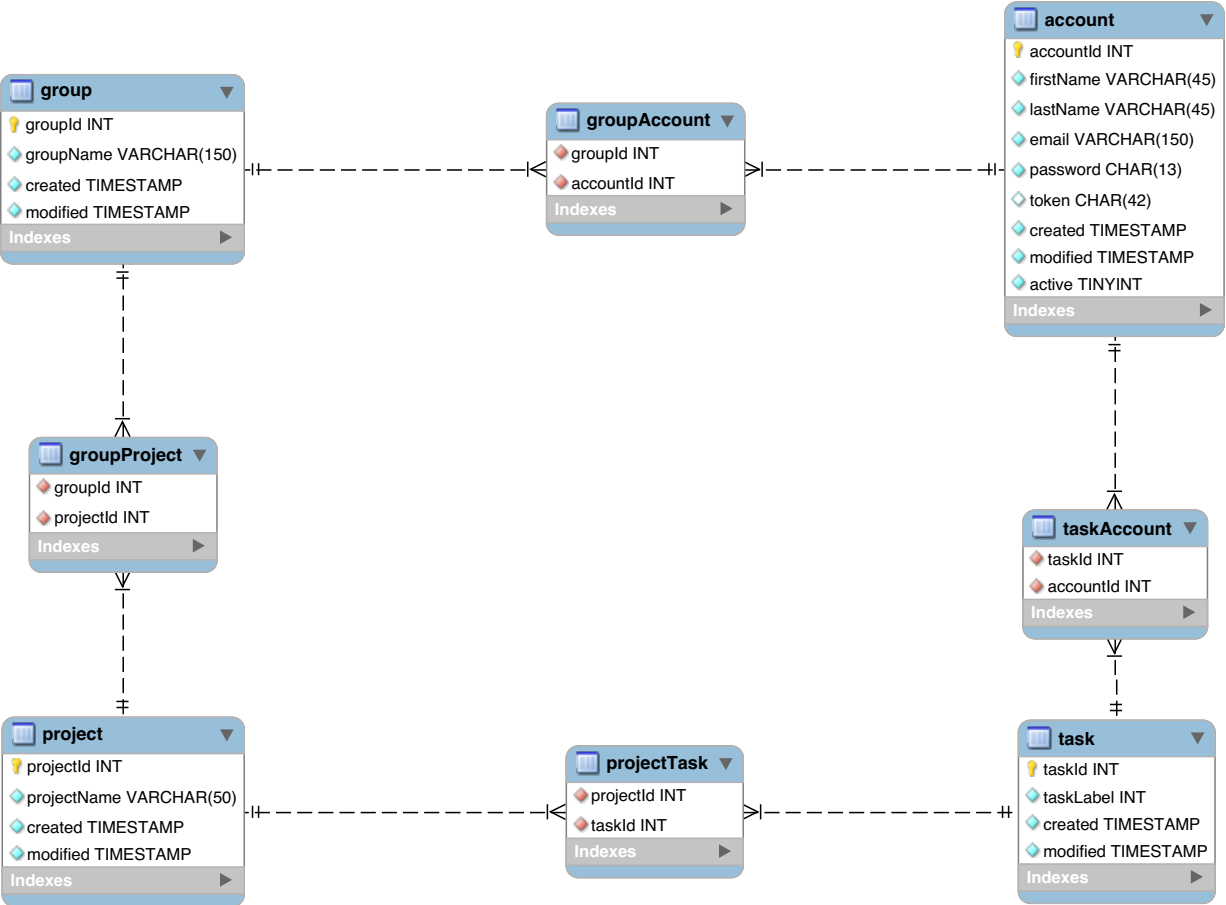 account
accountId INT
firstName VARCHAR(45)
lastName VARCHAR(45)
email VARCHAR(150)
password CHAR(13)
token CHAR(42)
created TIMESTAMP
modified TIMESTAMP
active TINYINT
Indexes
group
groupId INT
groupName VARCHAR(150)
created TIMESTAMP
modified TIMESTAMP
Indexes
groupAccount
groupId INT
accountId INT
Indexes
groupProject
groupId INT
projectId INT
Indexes
taskAccount
taskId INT
accountId INT
Indexes
project
projectId INT
projectName VARCHAR(50)
created TIMESTAMP
modified TIMESTAMP
Indexes
projectTask
projectId INT
taskId INT
Indexes
task
taskId INT
taskLabel INT
created TIMESTAMP
modified TIMESTAMP
Indexes